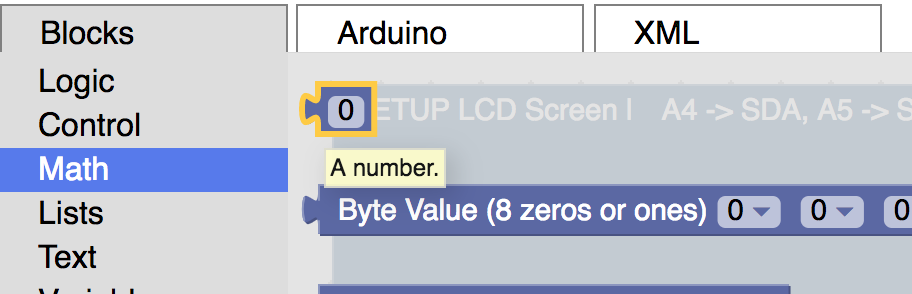 Blocks
Arduino
XML
Logic
Control
Math
Lists
Text
0
ETUP LCD Screen I A4 -> SDA, A5 -> S
A number.
Byte Value (8 zeros or ones) 0 0 0